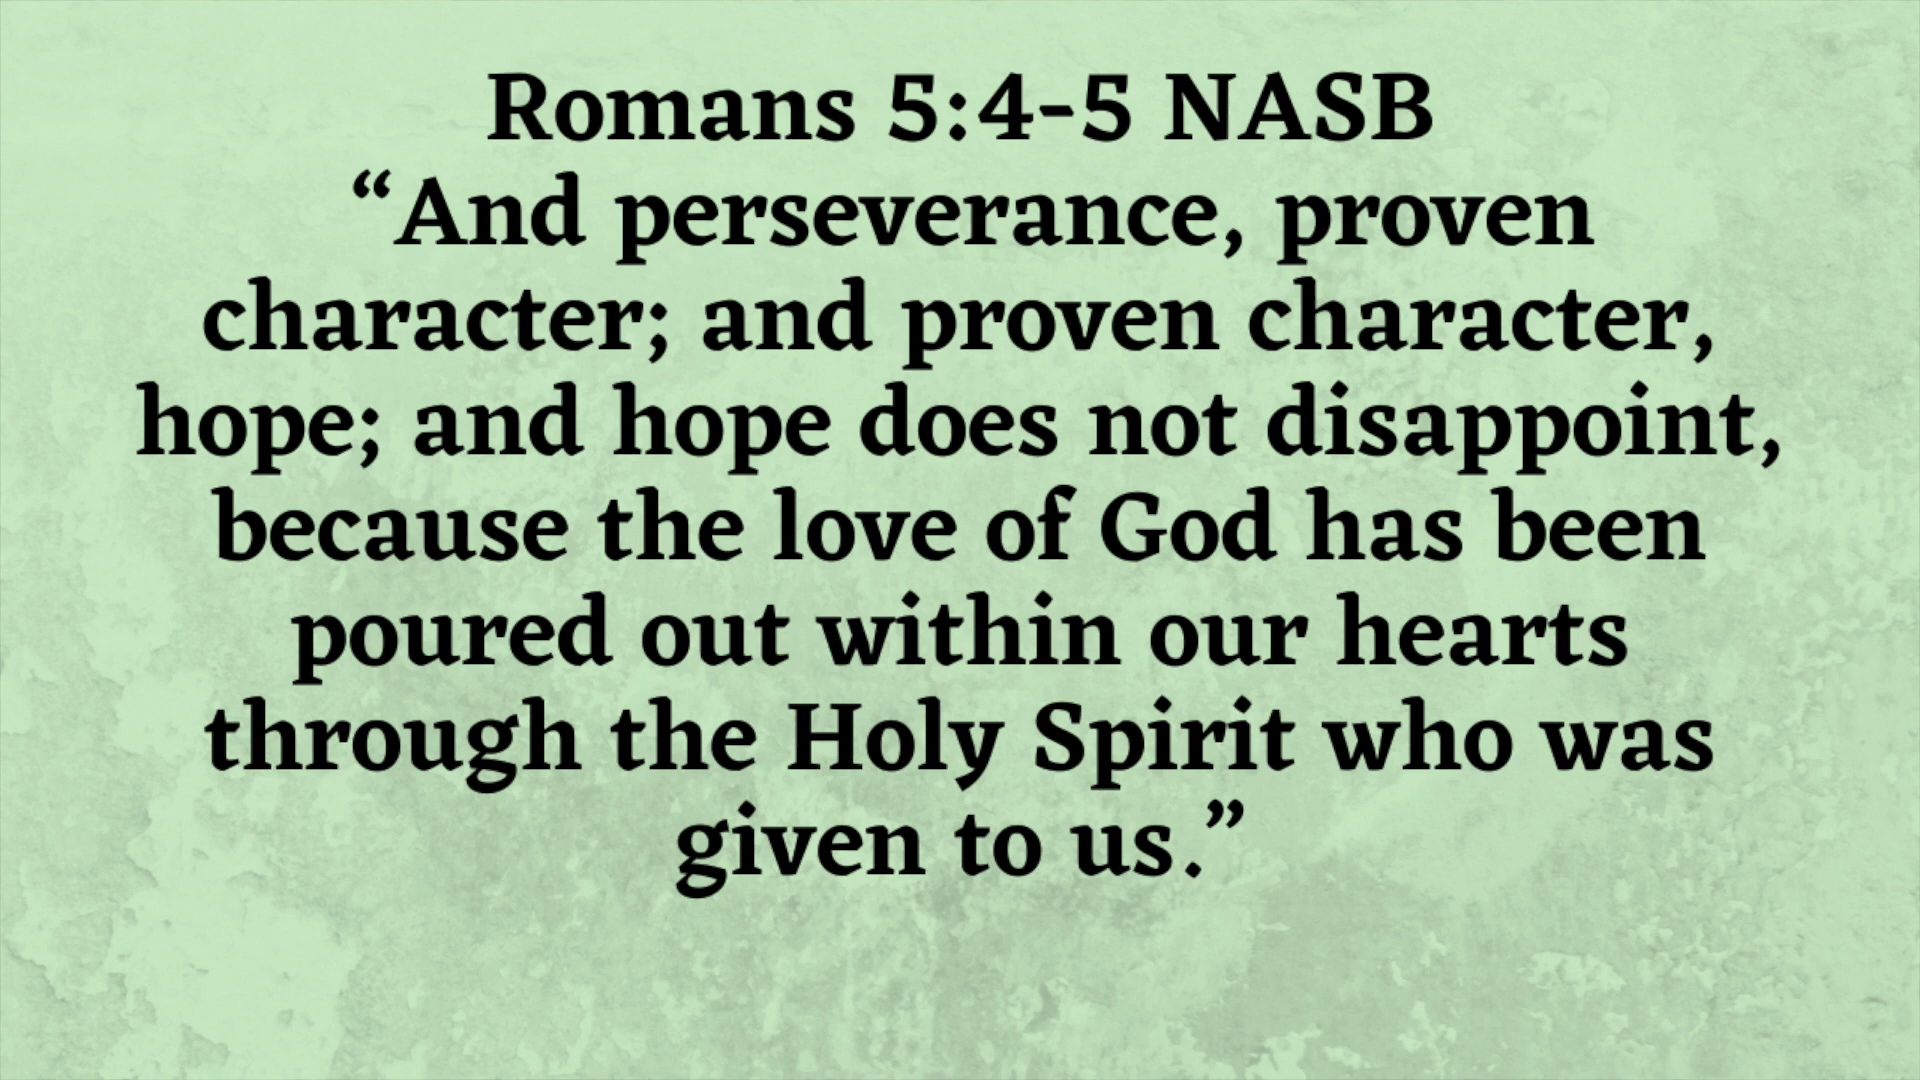 Romans 5:4-5 NASB
“And perseverance, proven
character; and proven character,
hope; and hope does not disappoint,
because the love of God has been
poured out within our hearts
through the Holy Spirit who was
given to us.”